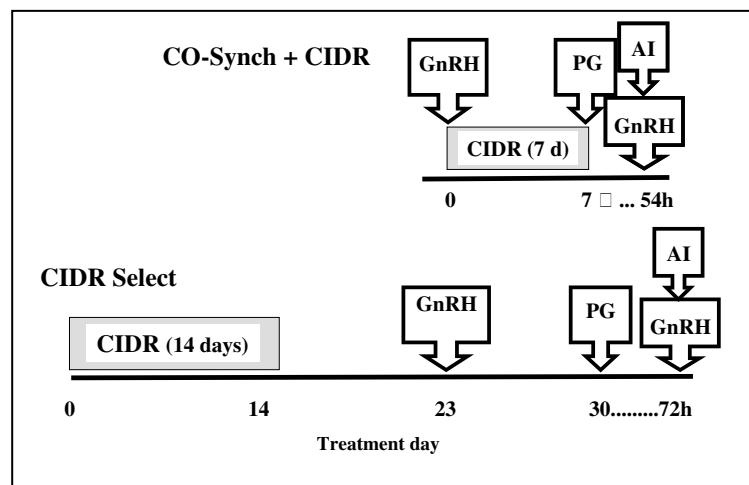 CO-Synch + CIDR
GnRH
PG
AI
GnRH
CIDR (7 d)
0
7 □ ... 54h
CIDR Select
CIDR (14 days)
GnRH
PG
AI
GnRH
0
14
23
30.........72h
Treatment day